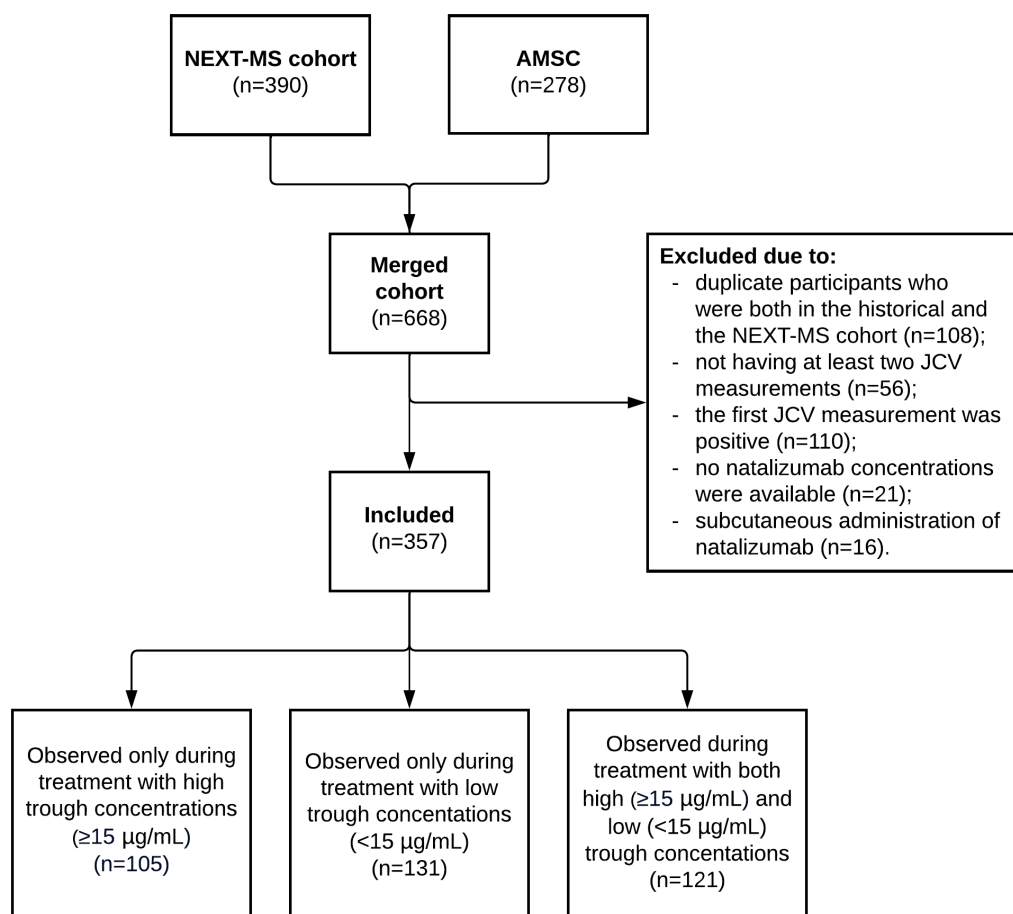 NEXT-MS cohort
(n=390)
AMSC
(n=278)
Merged
cohort
(n=668)
Excluded due to:
- duplicate participants who
were both in the historical and
the NEXT-MS cohort (n=108);
- not having at least two JCV
measurements (n=56);
- the first JCV measurement was
positive (n=110);
- no natalizumab concentrations
were available (n=21);
- subcutaneous administration of
natalizumab (n=16).
Included
(n=357)
Observed only during
treatment with high
trough concentrations
(≥15 µg/mL)
(n=105)
Observed only during
treatment with low
trough concentations
(<15 µg/mL)
(n=131)
Observed during
treatment with both
high (≥15 µg/mL) and
low (<15 µg/mL)
trough concentations
(n=121)